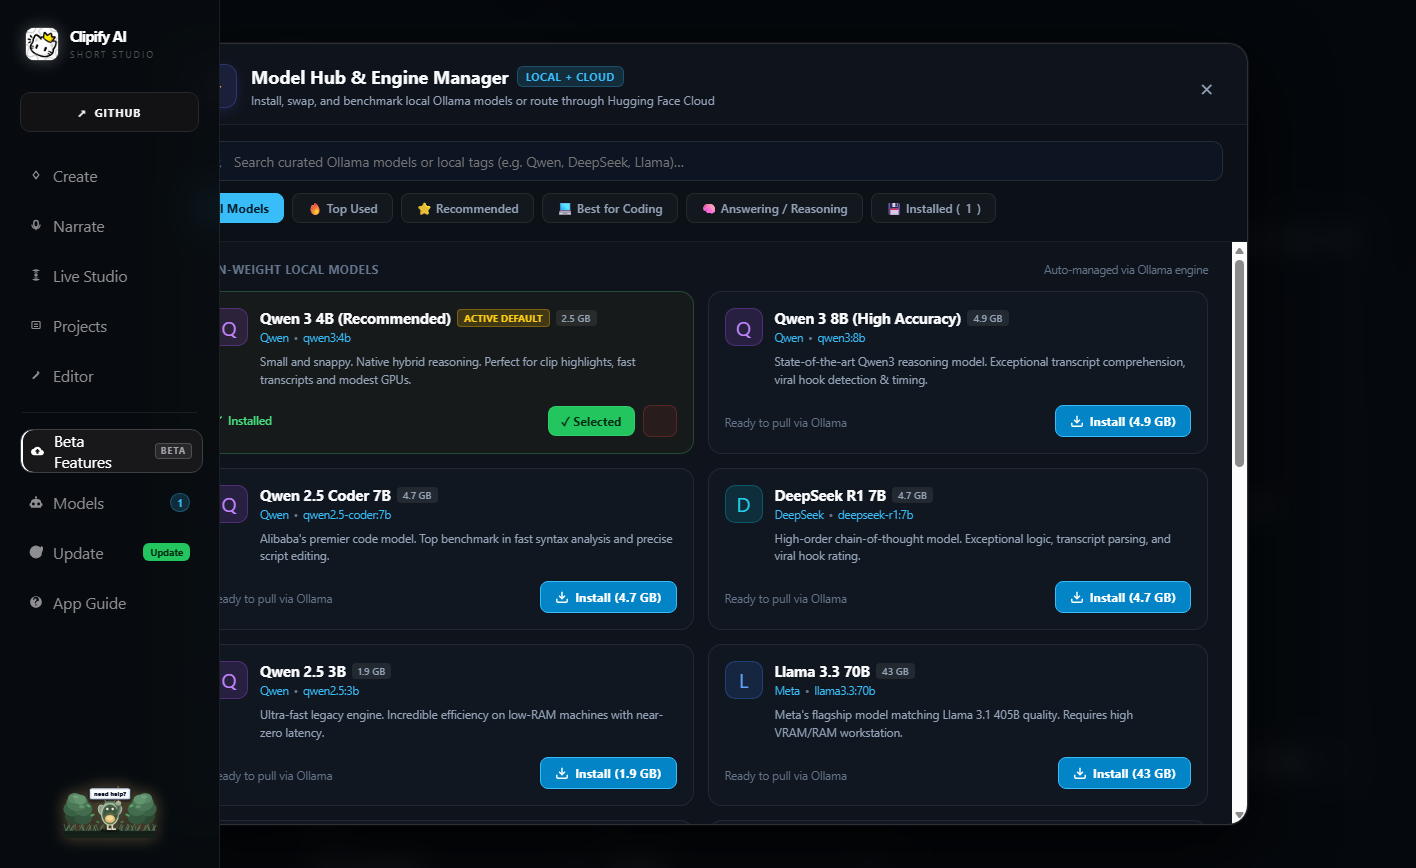 Clipify AI
SHORT STUDIO
GITHUB
Create
Narrate
Live Studio
Projects
Editor
Beta Features
BETA
Models
1
Update
Update
App Guide
need help?
Model Hub & Engine Manager
LOCAL + CLOUD
Install, swap, and benchmark local Ollama models or route through Hugging Face Cloud
Search curated Ollama models or local tags (e.g. Qwen, DeepSeek, Llama)...
l Models
Top Used
Recommended
Best for Coding
Answering / Reasoning
Installed ( 1 )
N-WEIGHT LOCAL MODELS
Auto-managed via Ollama engine
Q
Qwen 3 4B (Recommended)
ACTIVE DEFAULT
2.5 GB
Qwen • qwen3:4b
Small and snappy. Native hybrid reasoning. Perfect for clip highlights, fast
transcripts and modest GPUs.
✓ Installed
✓ Selected
Q
Qwen 3 8B (High Accuracy)
4.9 GB
Qwen • qwen3:8b
State-of-the-art Qwen3 reasoning model. Exceptional transcript comprehension,
viral hook detection & timing.
Ready to pull via Ollama
Install (4.9 GB)
Q
Qwen 2.5 Coder 7B
4.7 GB
Qwen • qwen2.5-coder:7b
Alibaba's premier code model. Top benchmark in fast syntax analysis and precise
script editing.
eady to pull via Ollama
Install (4.7 GB)
D
DeepSeek R1 7B
4.7 GB
DeepSeek • deepseek-r1:7b
High-order chain-of-thought model. Exceptional logic, transcript parsing, and
viral hook rating.
Ready to pull via Ollama
Install (4.7 GB)
Q
Qwen 2.5 3B
1.9 GB
Qwen • qwen2.5:3b
Ultra-fast legacy engine. Incredible efficiency on low-RAM machines with near-
zero latency.
eady to pull via Ollama
Install (1.9 GB)
L
Llama 3.3 70B
43 GB
Meta • llama3.3:70b
Meta's flagship model matching Llama 3.1 405B quality. Requires high
VRAM/RAM workstation.
Ready to pull via Ollama
Install (43 GB)